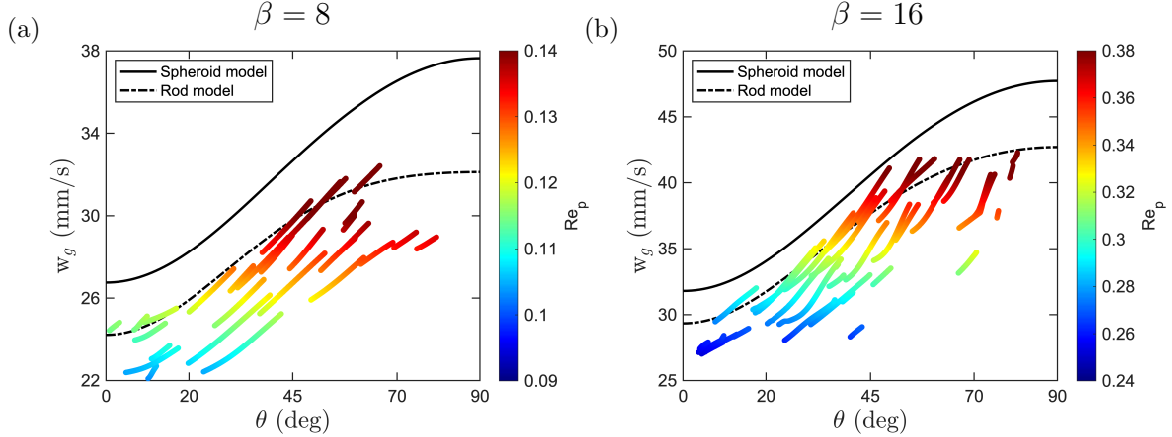 (a)
β = 8
38
34
30
26
22
w_g (mm/s)
Spheroid model
Rod model
0
20
45
70
90
θ (deg)
0.14
0.13
0.12
0.11
0.1
0.09
Re_p
(b)
β = 16
50
45
40
35
30
25
w_g (mm/s)
Spheroid model
Rod model
0
20
45
70
90
θ (deg)
0.38
0.36
0.34
0.32
0.3
0.28
0.26
0.24
Re_p